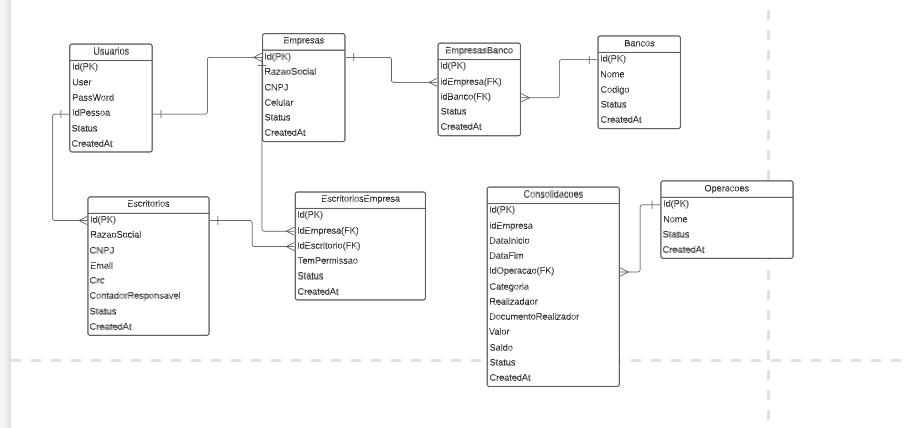 Usuarios
Id(PK)
User
PassWord
IdPessoa
Status
CreatedAt
Empresas
Id(PK)
RazaoSocial
CNPJ
Celular
Status
CreatedAt
EmpresasBanco
Id(PK)
idEmpresa(FK)
idBanco(FK)
Status
CreatedAt
Bancos
Id(PK)
Nome
Codigo
Status
CreatedAt
Escritorios
Id(PK)
RazaoSocial
CNPJ
Email
Crc
ContadorResponsavel
Status
CreatedAt
EscritoriosEmpresa
Id(PK)
IdEmpresa(FK)
IdEscritorio(FK)
TemPermissao
Status
CreatedAt
Consolidacoes
Id(PK)
idEmpresa
DataInicio
DataFim
IdOperacao(FK)
Categoria
Realizadaor
DocumentoRealizador
Valor
Saldo
Status
CreatedAt
Operacoes
Id(PK)
Nome
Status
CreatedAt